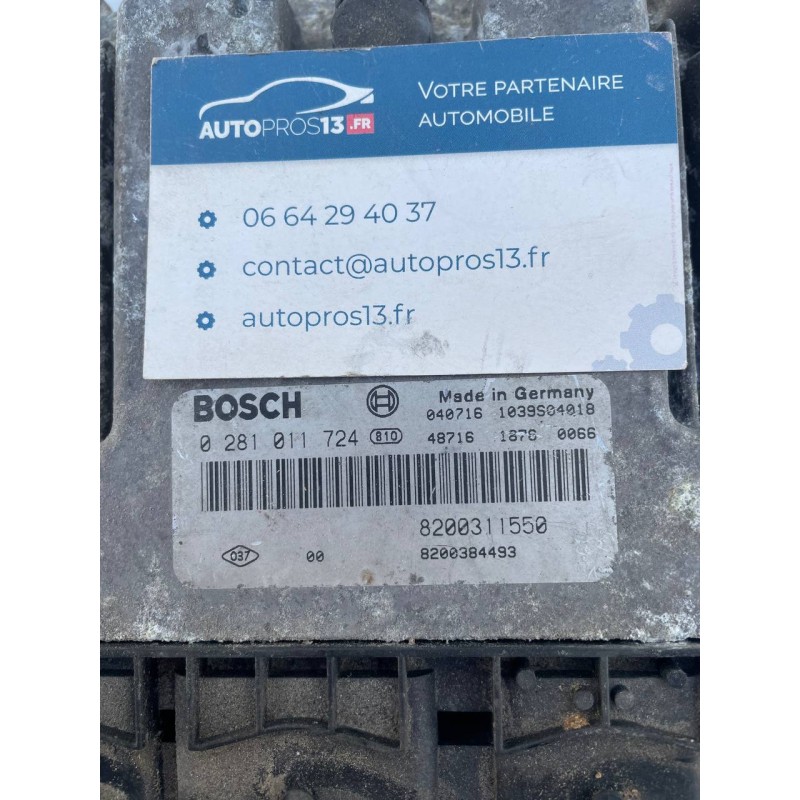 AUTOPROS13.FR
VOTRE PARTENAIRE
AUTOMOBILE
06 64 29 40 37
contact@autopros13.fr
autopros13.fr
BOSCH
Made in Germany
040716 1039S04018
0 281 011 724 810 48716 1878 0066
8200311550
037 00 8200384493